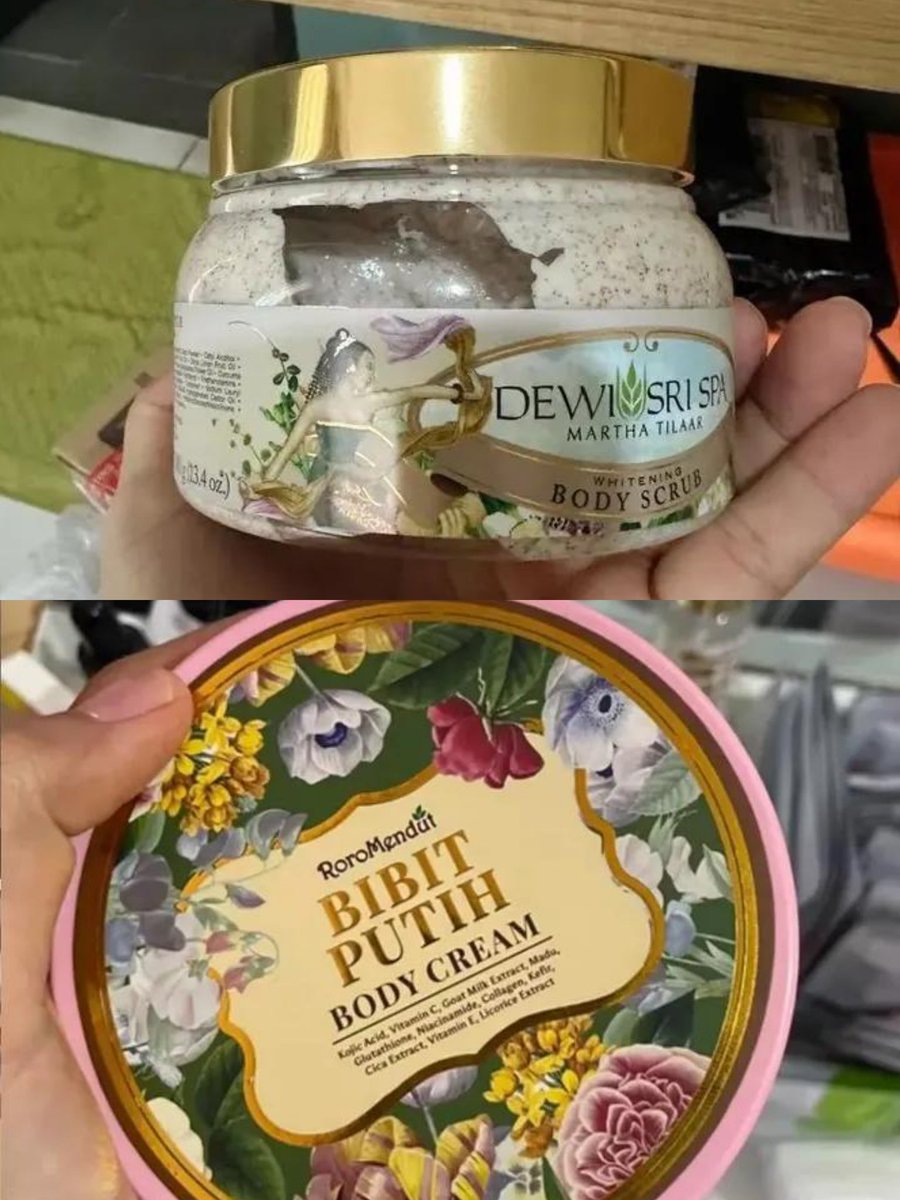 (13.4 oz.)
DEWI SRI SPA
MARTHA TILAAR
WHITENING
BODY SCRUB
RoroMendut
BIBIT
PUTIH
BODY CREAM
Kojic Acid, Vitamin C, Goat Milk Extract, Madu,
Glutathione, Niacinamide, Collagen, Kefir,
Cica Extract, Vitamin E, Licorice Extract